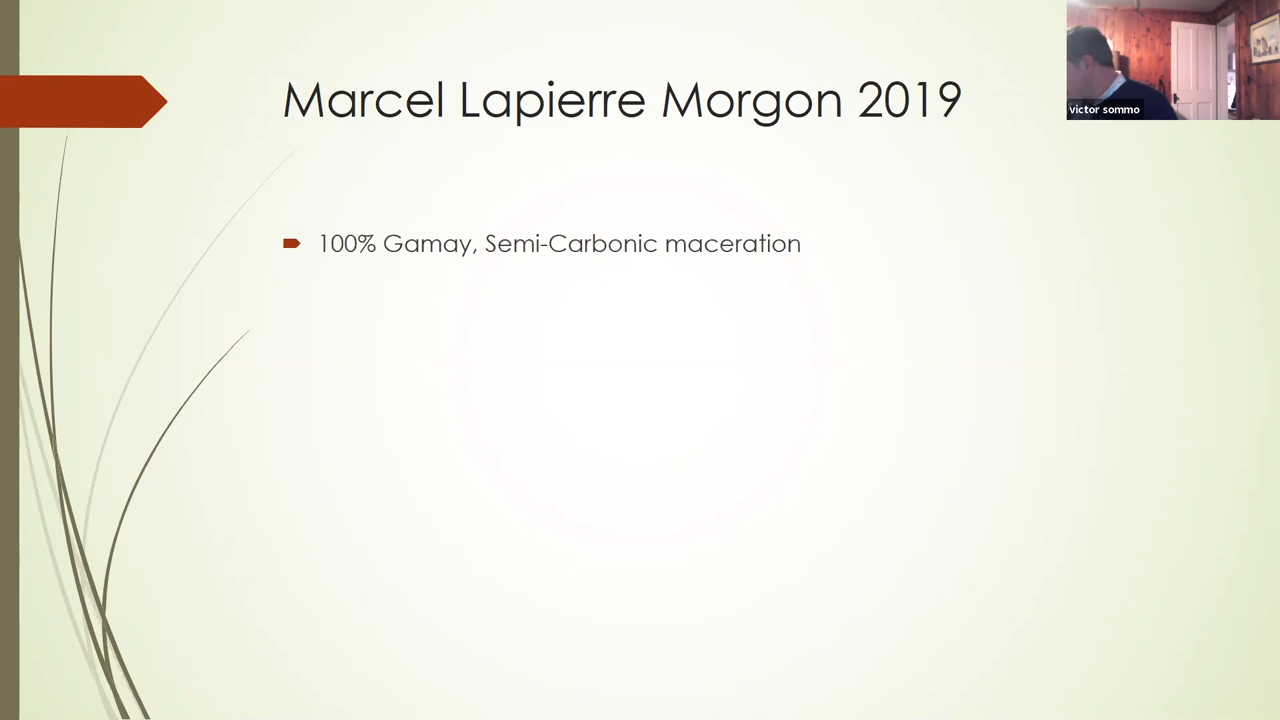 Marcel Lapierre Morgon 2019
victor sommo
100% Gamay, Semi-Carbonic maceration